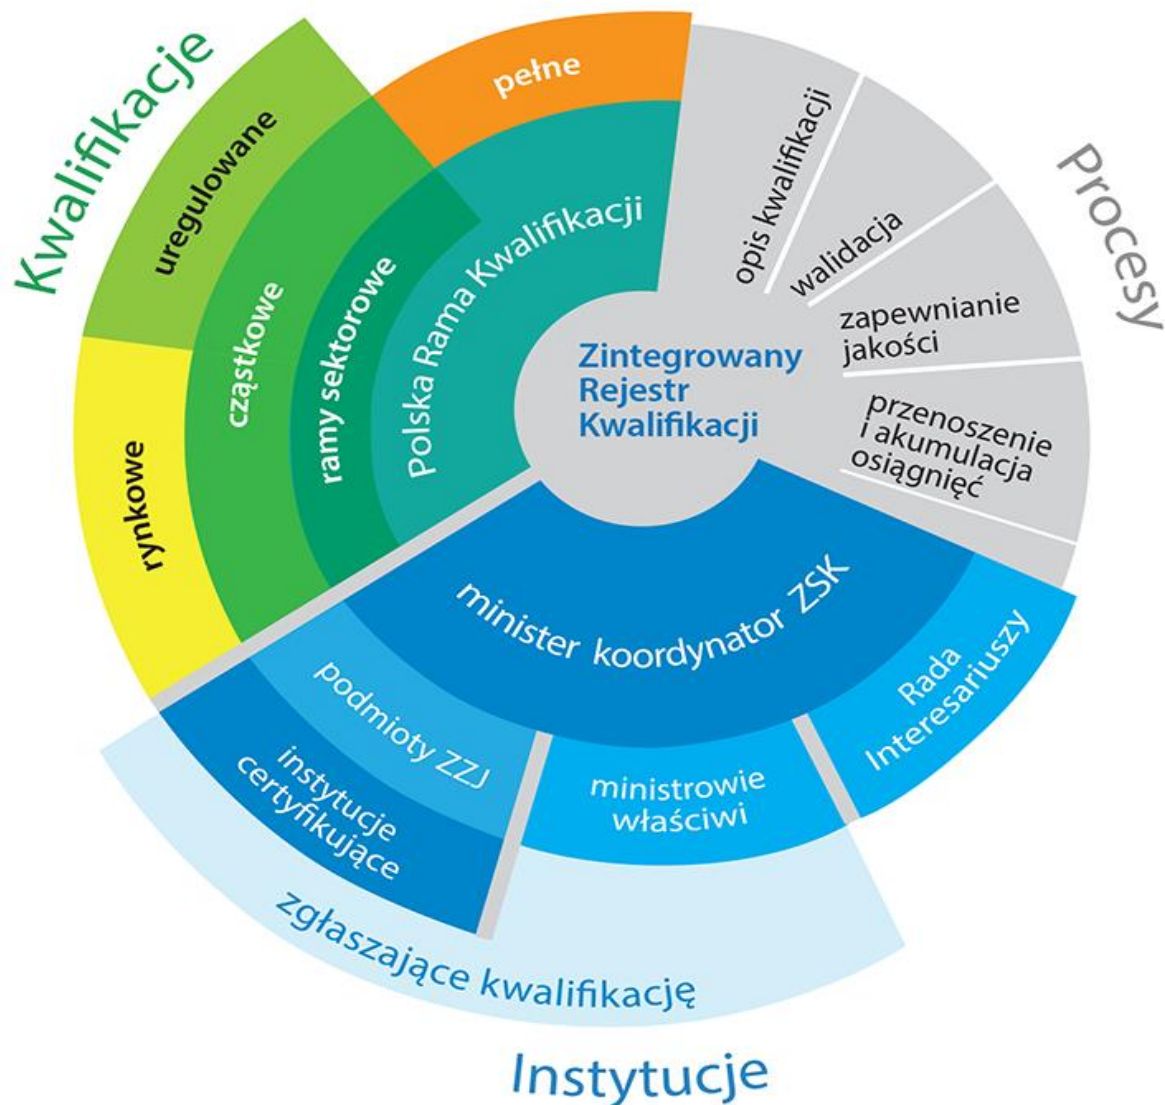 Kwalifikacje
uregulowane
rynkowe
cząstkowe
ramy sektorowe
pełne
Polska Rama Kwalifikacji
Zintegrowany
Rejestr
Kwalifikacji
Procesy
opis kwalifikacji
walidacja
zapewnianie
jakości
przenoszenie
i akumulacja
osiągnięć
minister koordynator ZSK
Rada
Interesariuszy
ministrowie
właściwi
podmioty ZZJ
instytucje
certyfikujące
zgłaszające kwalifikację
Instytucje